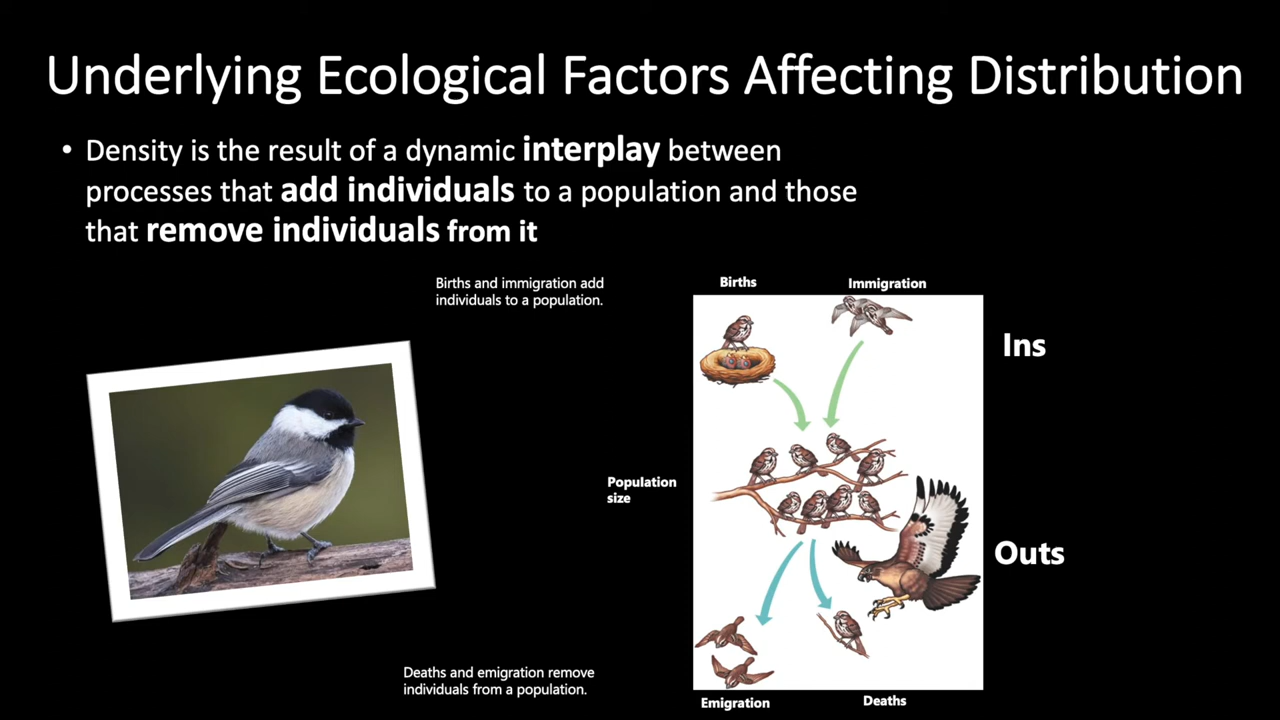 Underlying Ecological Factors Affecting Distribution
• Density is the result of a dynamic interplay between
processes that add individuals to a population and those
that remove individuals from it
Births and immigration add
individuals to a population.
Births
Immigration
Ins
Population
size
Outs
Deaths and emigration remove
individuals from a population.
Emigration
Deaths